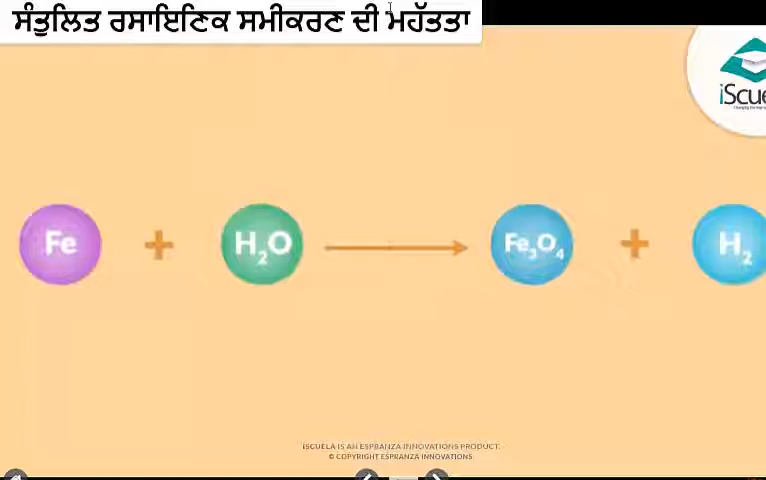 ਸੰਤੁਲਿਤ ਰਸਾਇਣਿਕ ਸਮੀਕਰਣ ਦੀ ਮਹੱਤਤਾ
Fe + H₂O → Fe₃O₄ + H₂
ISCUELA IS AN ESPRANZA INNOVATIONS PRODUCT.
© COPYRIGHT ESPRANZA INNOVATIONS